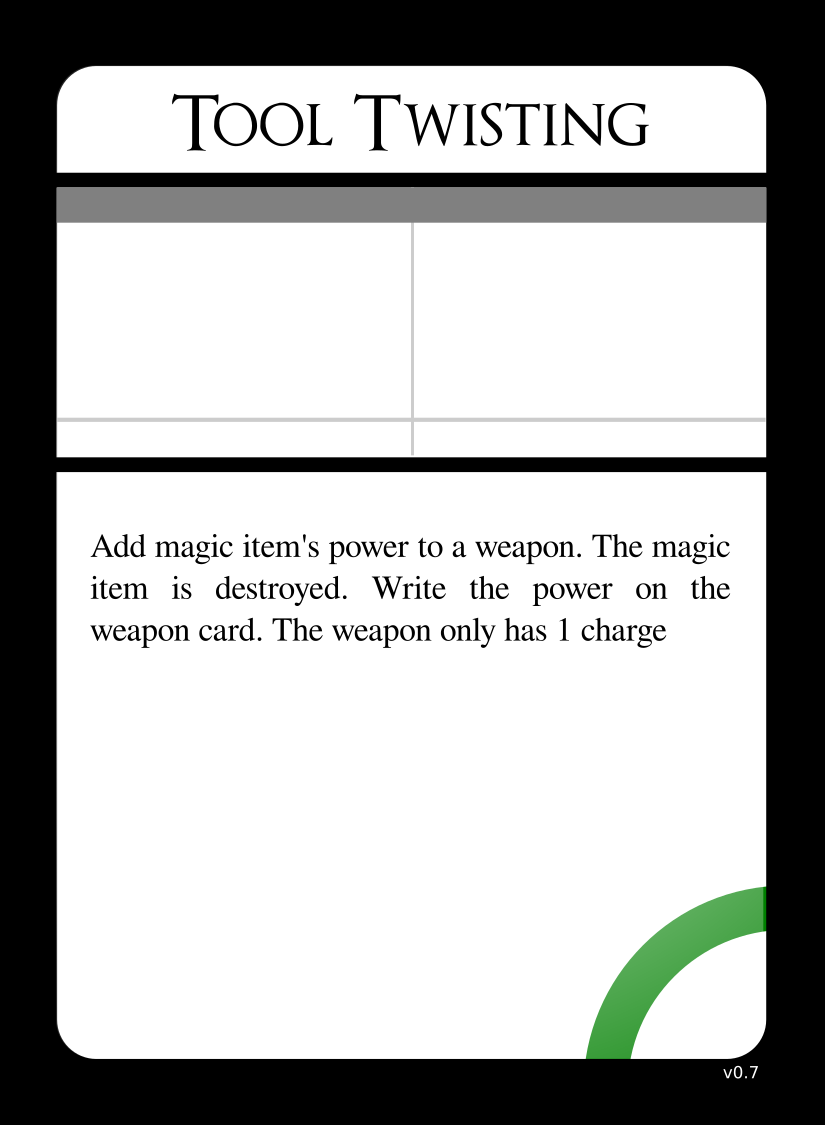 Tool Twisting
Add magic item's power to a weapon. The magic
item is destroyed. Write the power on the
weapon card. The weapon only has 1 charge
v0.7